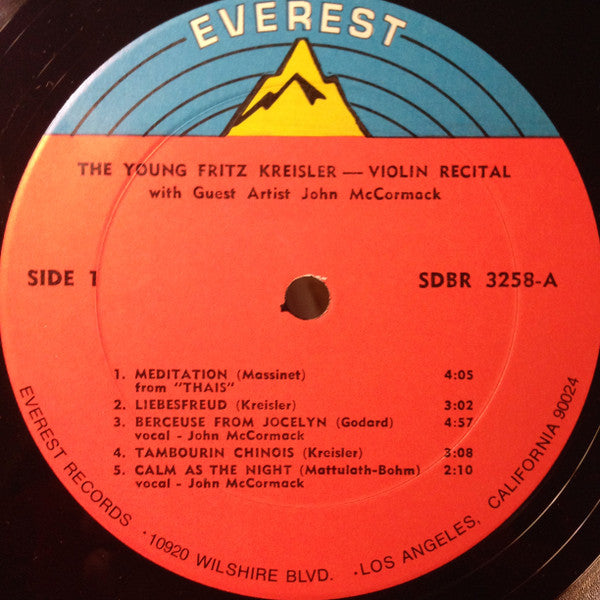 EVEREST
THE YOUNG FRITZ KREISLER — VIOLIN RECITAL
with Guest Artist John McCormack
SIDE 1
SDBR 3258-A
1. MEDITATION (Massinet) 4:05
from "THAIS"
2. LIEBESFREUD (Kreisler) 3:02
3. BERCEUSE FROM JOCELYN (Godard) 4:57
vocal - John McCormack
4. TAMBOURIN CHINOIS (Kreisler) 3:08
5. CALM AS THE NIGHT (Mattulath-Bohm) 2:10
vocal - John McCormack
EVEREST RECORDS · 10920 WILSHIRE BLVD. · LOS ANGELES, CALIFORNIA 90024